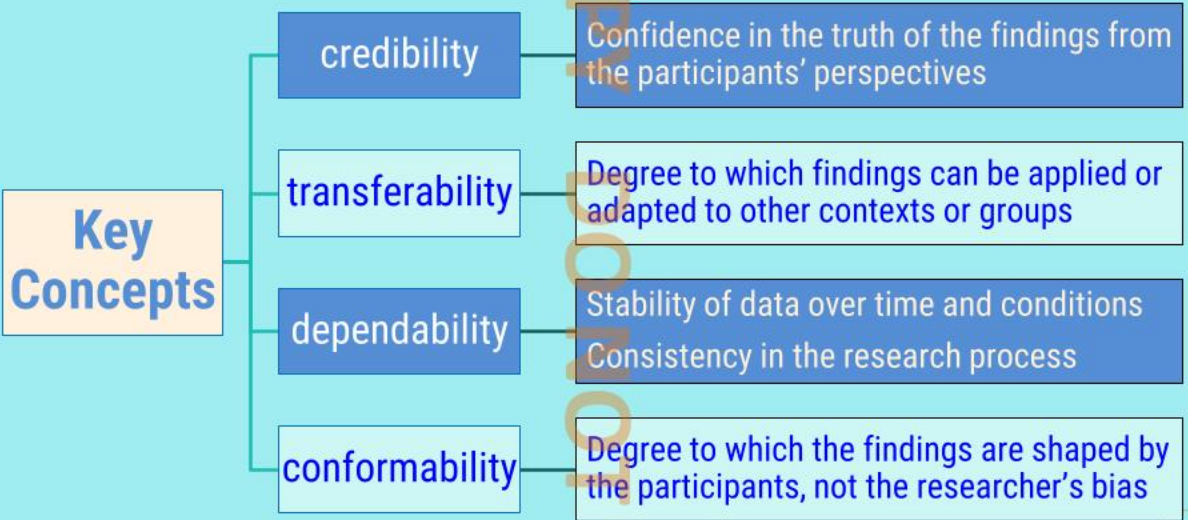 Key
Concepts
credibility
Confidence in the truth of the findings from
the participants' perspectives
transferability
Degree to which findings can be applied or
adapted to other contexts or groups
dependability
Stability of data over time and conditions
Consistency in the research process
conformability
Degree to which the findings are shaped by
the participants, not the researcher's bias
DO NOT